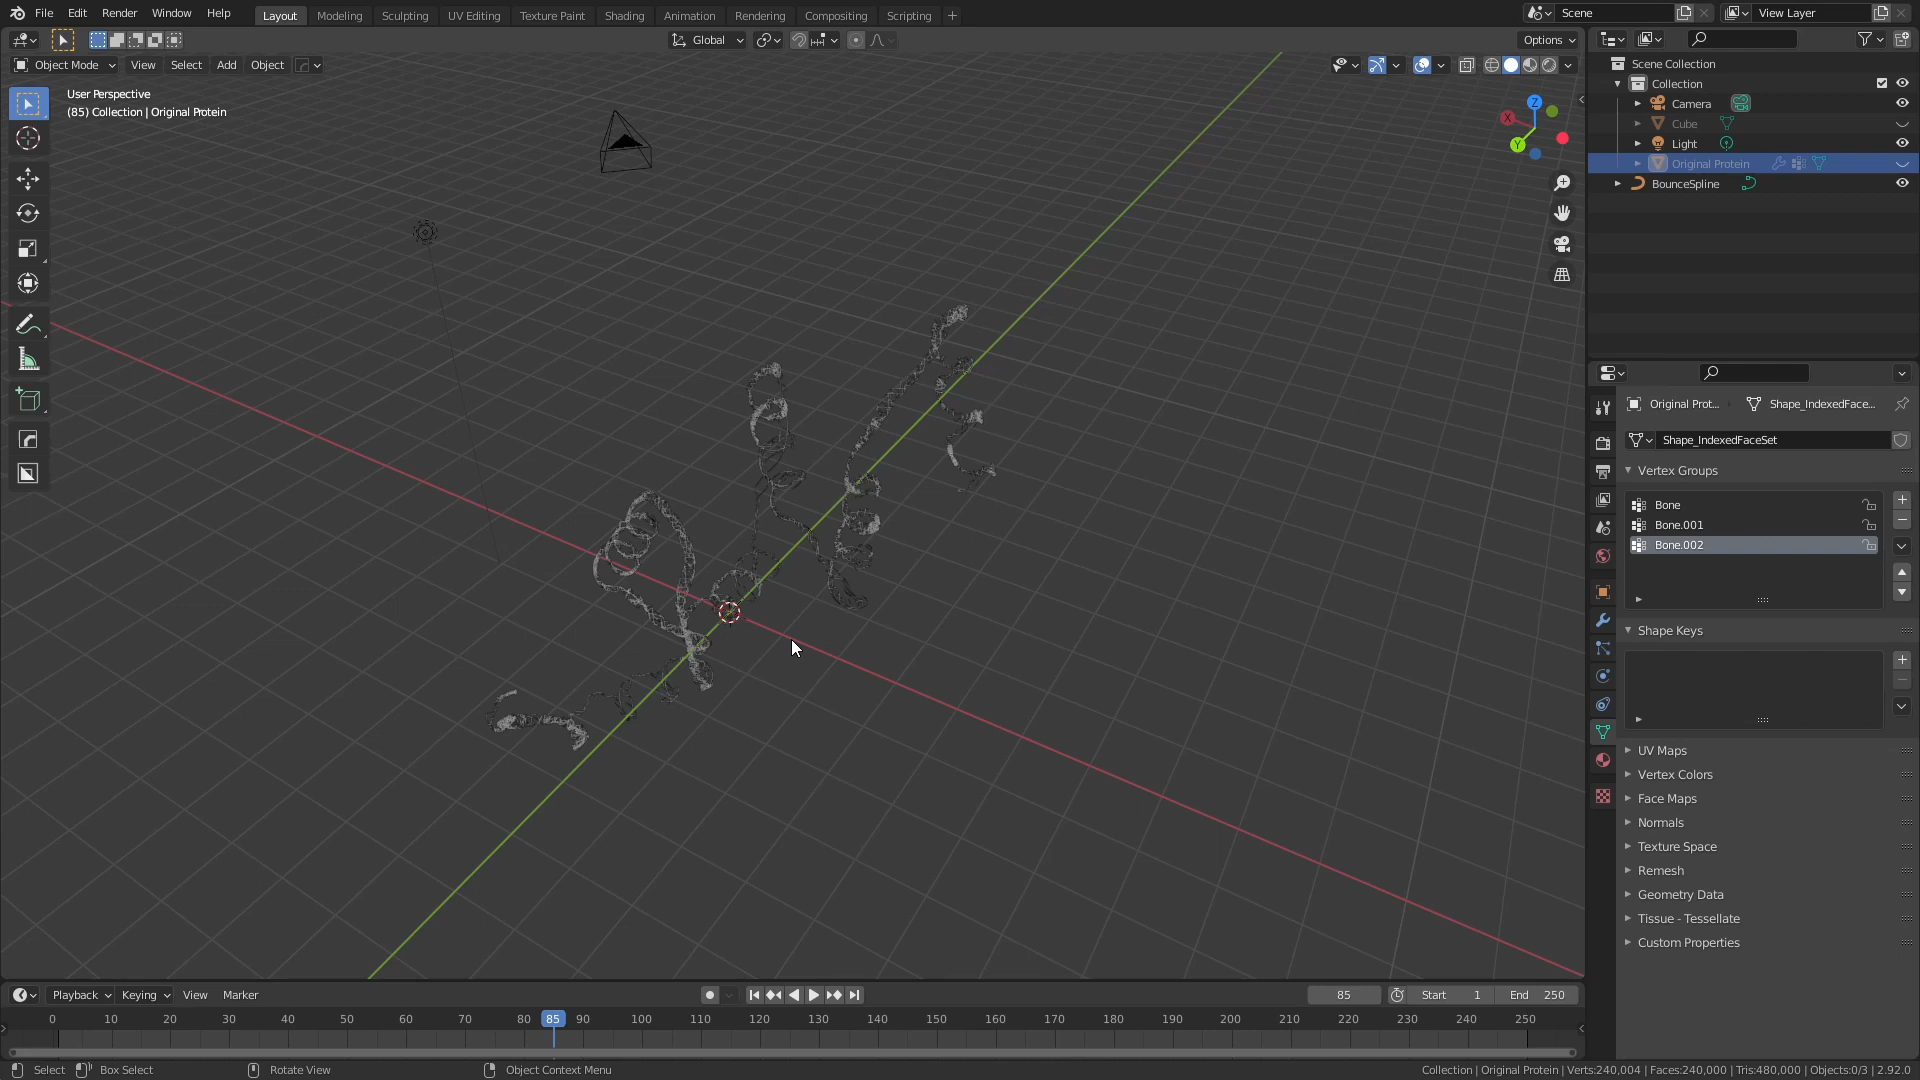 File Edit Render Window Help Layout Modeling Sculpting UV Editing Texture Paint Shading Animation Rendering Compositing Scripting + Scene View Layer
Global Options
Object Mode View Select Add Object
User Perspective
(85) Collection | Original Protein
Z
X
Y
Scene Collection
Collection
Camera
Cube
Light
Original Protein
BounceSpline
Original Prot... Shape_IndexedFace...
Shape_IndexedFaceSet
Vertex Groups
Bone
Bone.001
Bone.002
Shape Keys
UV Maps
Vertex Colors
Face Maps
Normals
Texture Space
Remesh
Geometry Data
Tissue - Tessellate
Custom Properties
Playback Keying View Marker 85 Start 1 End 250
0 10 20 30 40 50 60 70 80 85 90 100 110 120 130 140 150 160 170 180 190 200 210 220 230 240 250
Select Box Select Rotate View Object Context Menu Collection | Original Protein | Verts:240,004 | Faces:240,000 | Tris:480,000 | Objects:0/3 | 2.92.0